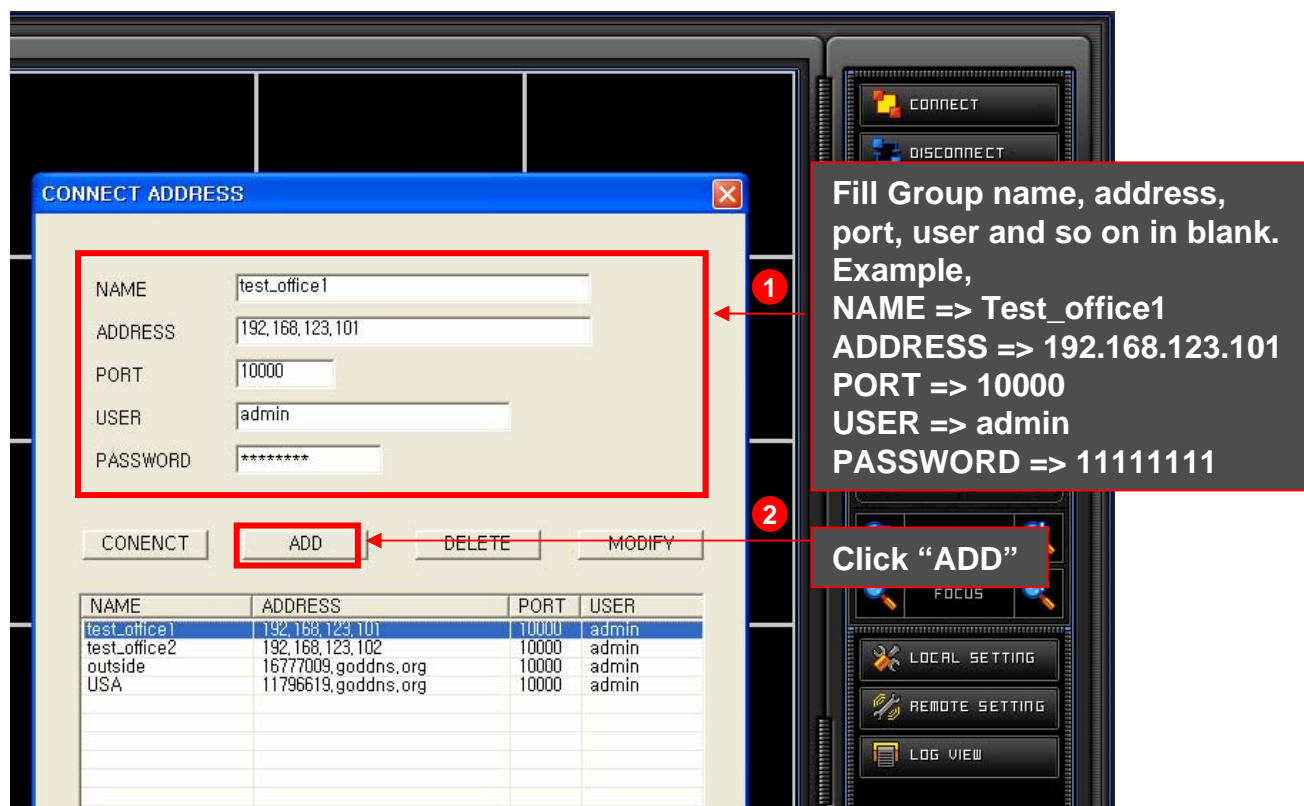 CONNECT
DISCONNECT
CONNECT ADDRESS
NAME test_office1
ADDRESS 192,168,123,101
PORT 10000
USER admin
PASSWORD ********
1
Fill Group name, address,
port, user and so on in blank.
Example,
NAME => Test_office1
ADDRESS => 192.168.123.101
PORT => 10000
USER => admin
PASSWORD => 11111111
2
CONENCT ADD DELETE MODIFY
Click “ADD”
NAME ADDRESS PORT USER
test_office1 192,168,123,101 10000 admin
test_office2 192,168,123,102 10000 admin
outside 16777009,goddns,org 10000 admin
USA 11796619,goddns,org 10000 admin
FOCUS
LOCAL SETTING
REMOTE SETTING
LOG VIEW